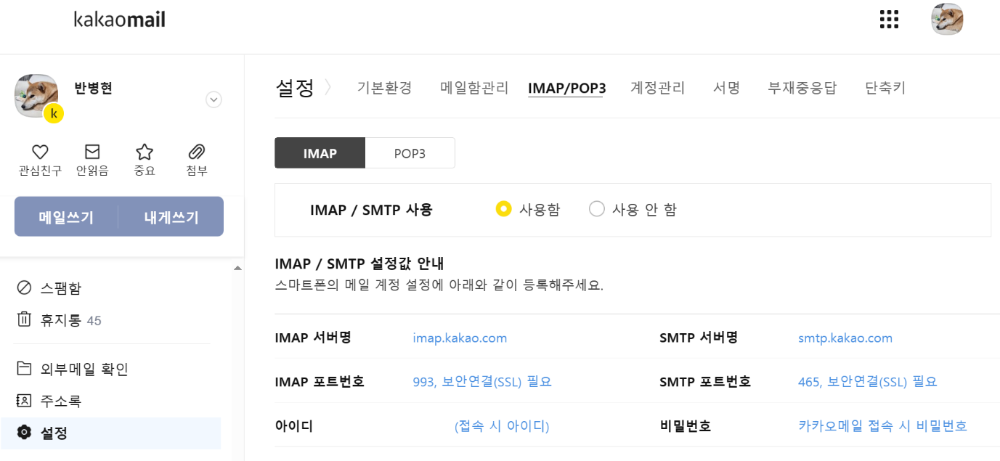 kakaomail
반병현
k
관심친구 안읽음 중요 첨부
메일쓰기 내게쓰기
스팸함
휴지통 45
외부메일 확인
주소록
설정
설정 기본환경 메일함관리 IMAP/POP3 계정관리 서명 부재중응답 단축키
IMAP POP3
IMAP / SMTP 사용 사용함 사용 안 함
IMAP / SMTP 설정값 안내
스마트폰의 메일 계정 설정에 아래와 같이 등록해주세요.
IMAP 서버명 imap.kakao.com SMTP 서버명 smtp.kakao.com
IMAP 포트번호 993, 보안연결(SSL) 필요 SMTP 포트번호 465, 보안연결(SSL) 필요
아이디 (접속 시 아이디) 비밀번호 카카오메일 접속 시 비밀번호